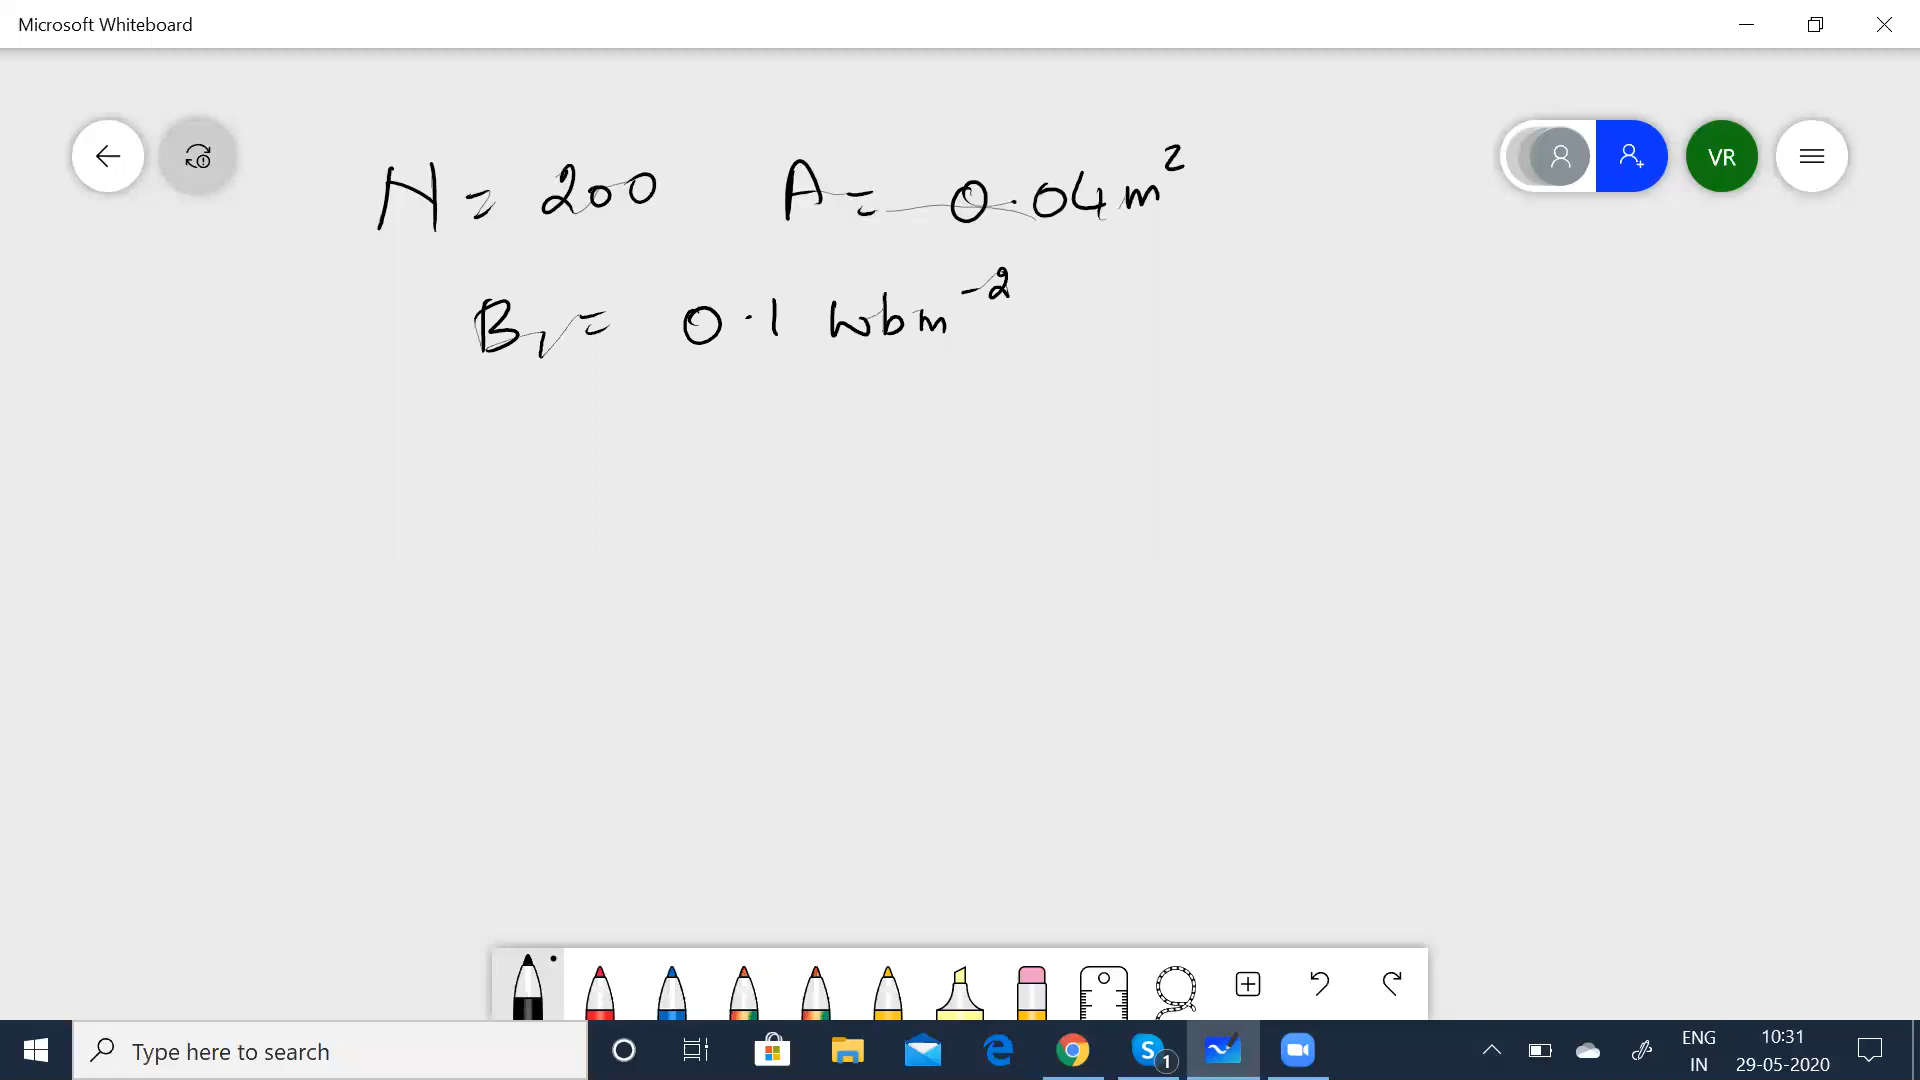 Microsoft Whiteboard
VR
N = 200 A = 0.04 m²
B₁ = 0.1 Wbm⁻²
Type here to search
1
ENG
IN
10:31
29-05-2020